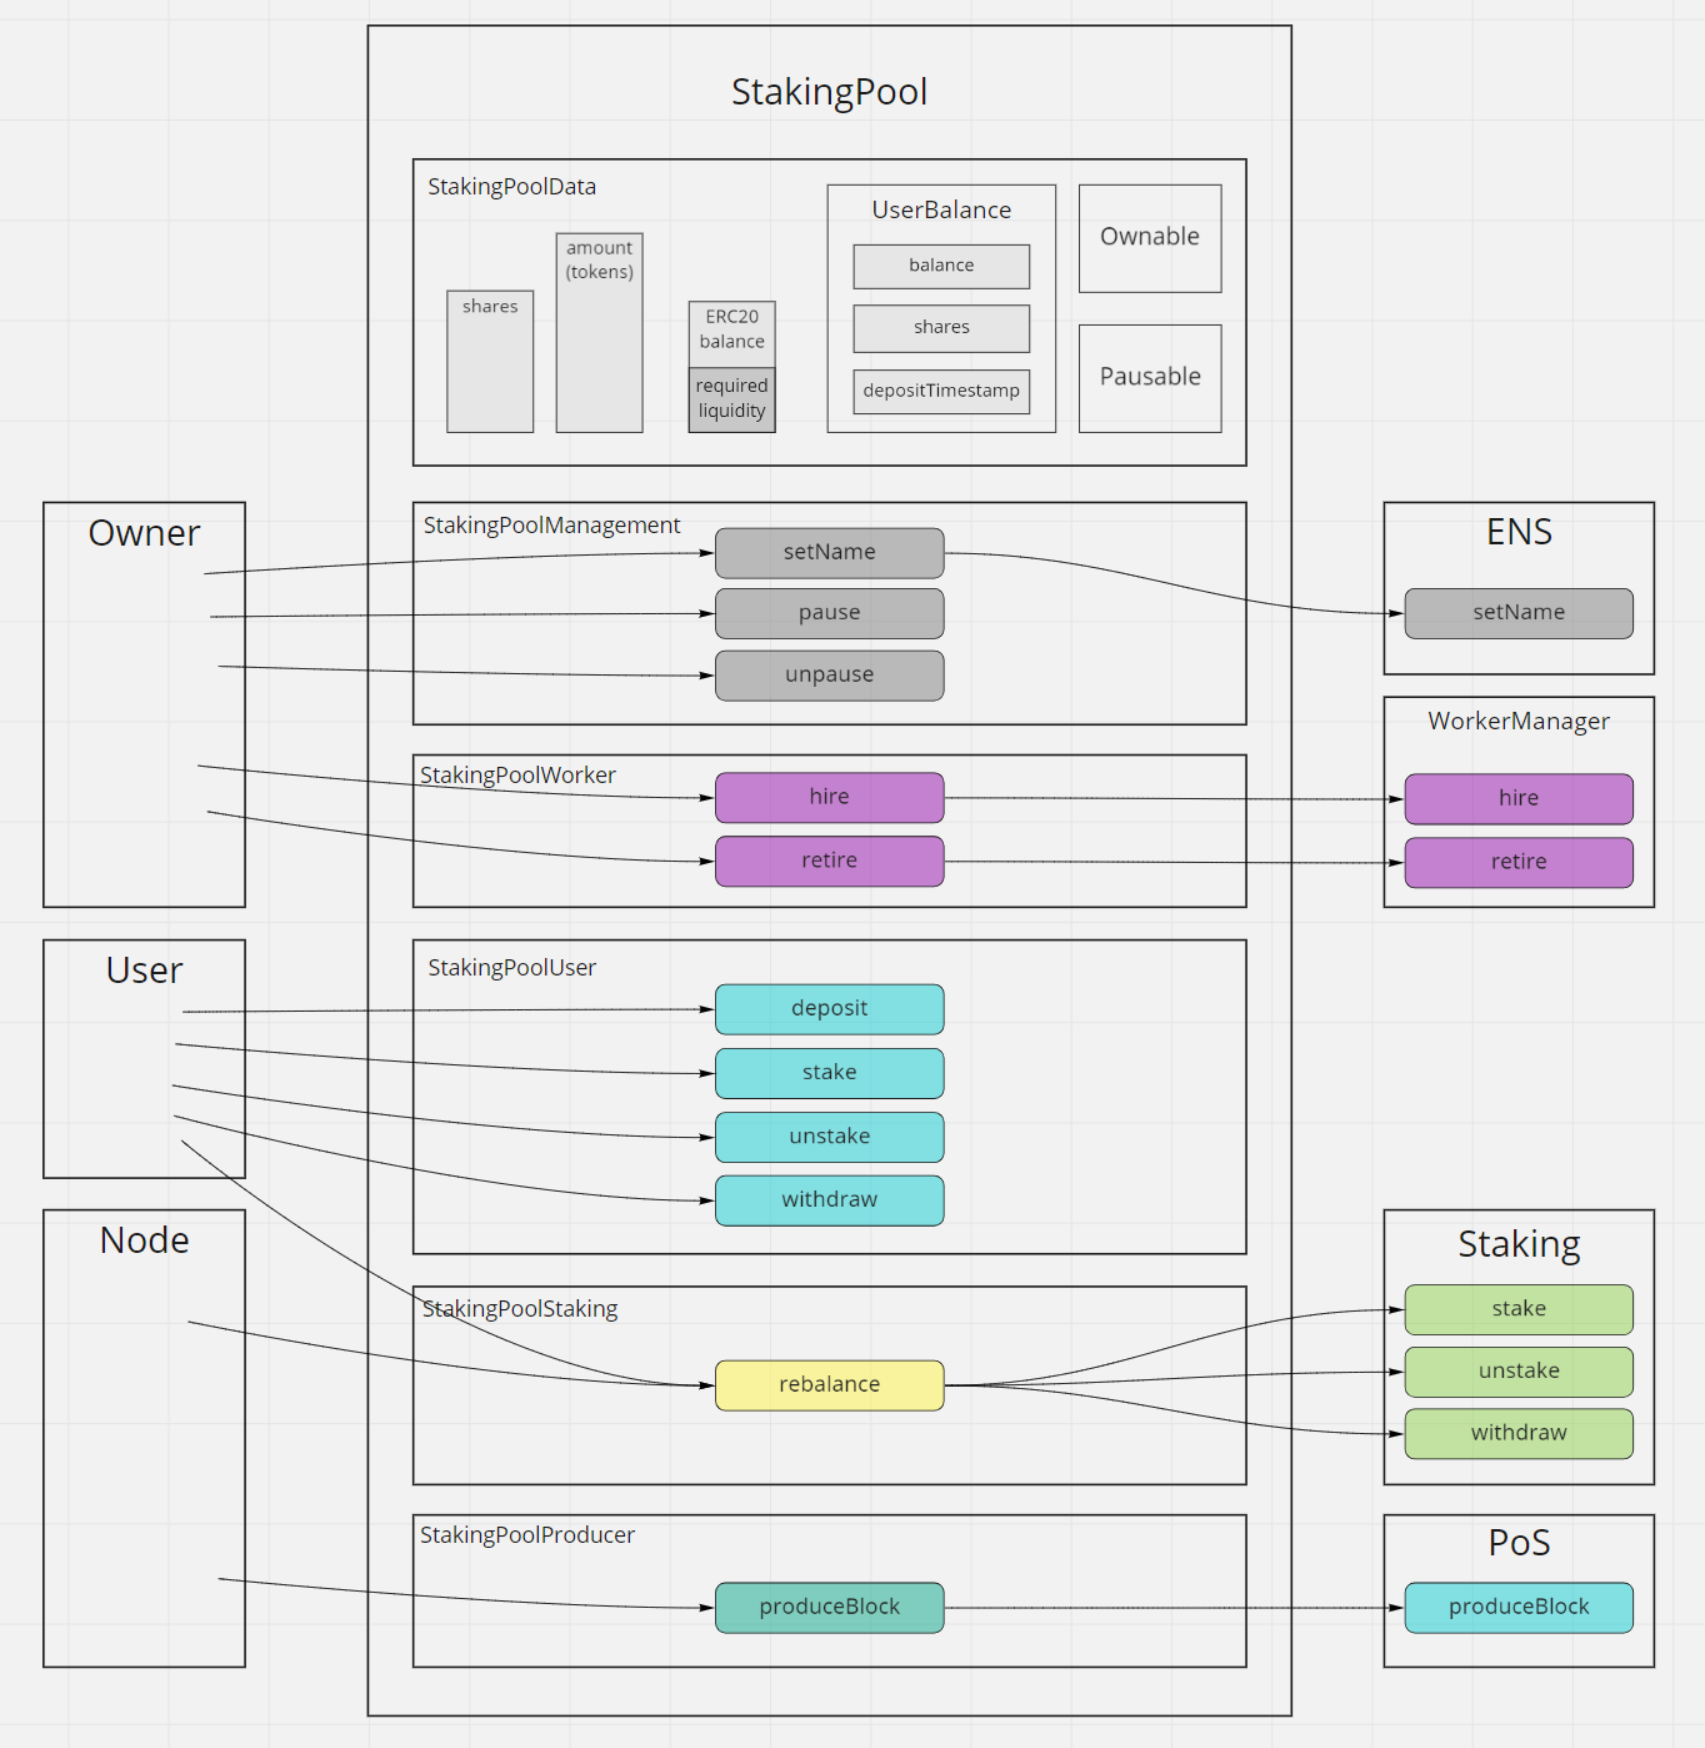 StakingPool
StakingPoolData
shares
amount
(tokens)
ERC20
balance
required
liquidity
UserBalance
balance
shares
depositTimestamp
Ownable
Pausable
Owner
StakingPoolManagement
setName
pause
unpause
ENS
setName
StakingPoolWorker
hire
retire
WorkerManager
hire
retire
User
StakingPoolUser
deposit
stake
unstake
withdraw
Node
StakingPoolStaking
rebalance
Staking
stake
unstake
withdraw
StakingPoolProducer
produceBlock
PoS
produceBlock